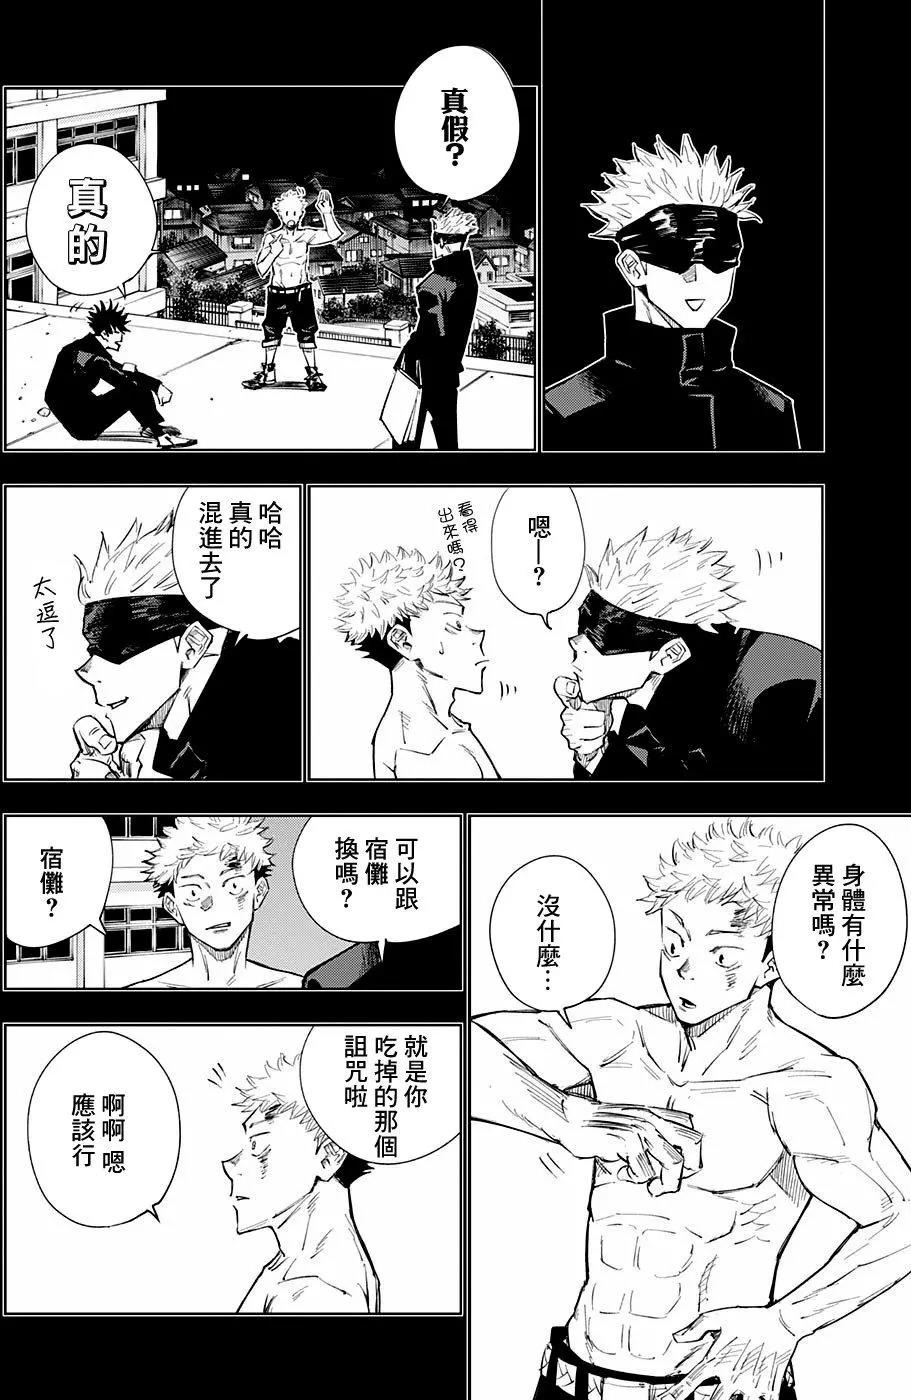 真假？
真的
嗯—？
看得
出來嗎？
哈哈
真的
混進去了
太逗了
身體有什麼
異常嗎？
沒什麼…
可以跟
宿儺
換嗎？
宿儺？
就是你
吃掉的那個
詛咒啦
啊啊 嗯
應該行